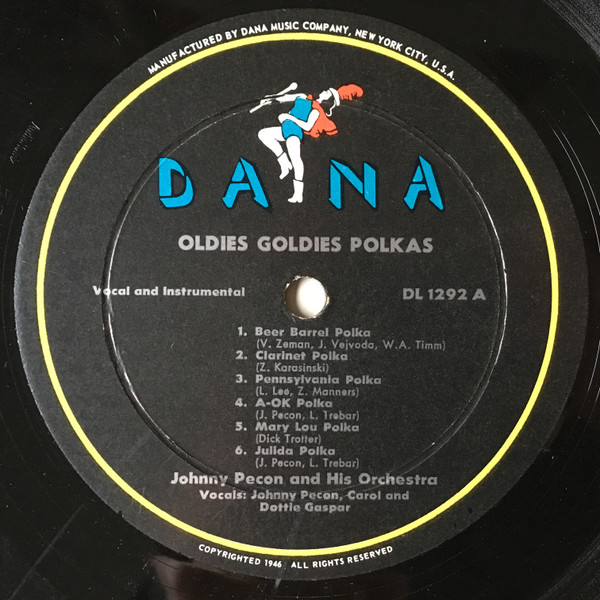 MANUFACTURED BY DANA MUSIC COMPANY, NEW YORK CITY, U.S.A.
DANA
OLDIES GOLDIES POLKAS
Vocal and Instrumental
DL 1292 A
1. Beer Barrel Polka
(V. Zeman, J. Vejvoda, W.A. Timm)
2. Clarinet Polka
(Z. Karasinski)
3. Pennsylvania Polka
(L. Lee, Z. Manners)
4. A-OK Polka
(J. Pecon, L. Trebar)
5. Mary Lou Polka
(Dick Trotter)
6. Julida Polka
(J. Pecon, L. Trebar)
Johnny Pecon and His Orchestra
Vocals: Johnny Pecon, Carol and
Dottie Gaspar
COPYRIGHTED 1946 ALL RIGHTS RESERVED